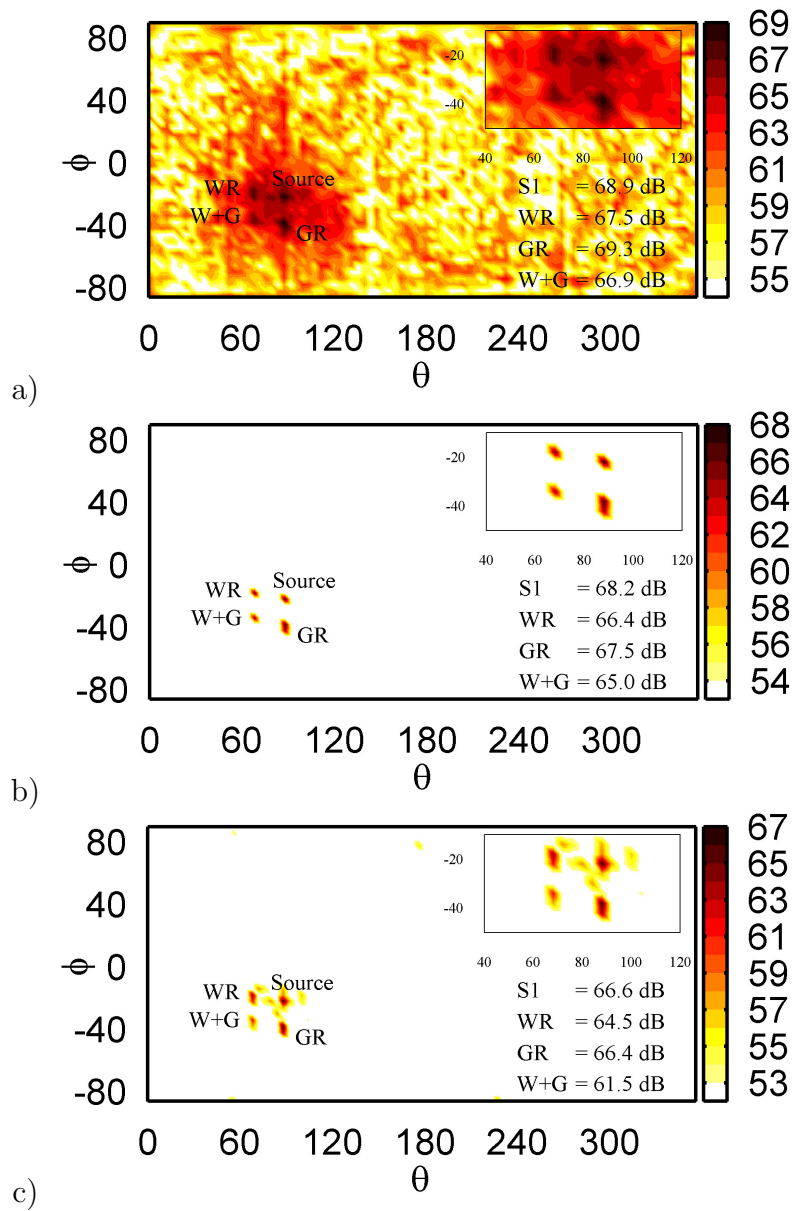 80
40
0
-40
-80
ϕ
0 60 120 180 240 300
θ
69
67
65
63
61
59
57
55
-20
-40
40 60 80 100 120
WR
Source
W+G
GR
S1 = 68.9 dB
WR = 67.5 dB
GR = 69.3 dB
W+G = 66.9 dB
a)
80
40
0
-40
-80
ϕ
0 60 120 180 240 300
θ
68
66
64
62
60
58
56
54
-20
-40
40 60 80 100 120
WR
Source
W+G
GR
S1 = 68.2 dB
WR = 66.4 dB
GR = 67.5 dB
W+G = 65.0 dB
b)
80
40
0
-40
-80
ϕ
0 60 120 180 240 300
θ
67
65
63
61
59
57
55
53
-20
-40
40 60 80 100 120
WR
Source
W+G
GR
S1 = 66.6 dB
WR = 64.5 dB
GR = 66.4 dB
W+G = 61.5 dB
c)